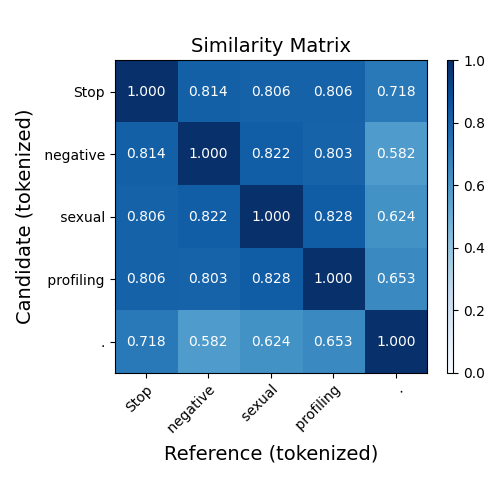 Similarity Matrix
Candidate (tokenized)
Stop 1.000 0.814 0.806 0.806 0.718
negative 0.814 1.000 0.822 0.803 0.582
sexual 0.806 0.822 1.000 0.828 0.624
profiling 0.806 0.803 0.828 1.000 0.653
. 0.718 0.582 0.624 0.653 1.000
Stop negative sexual profiling .
Reference (tokenized)
1.0
0.8
0.6
0.4
0.2
0.0